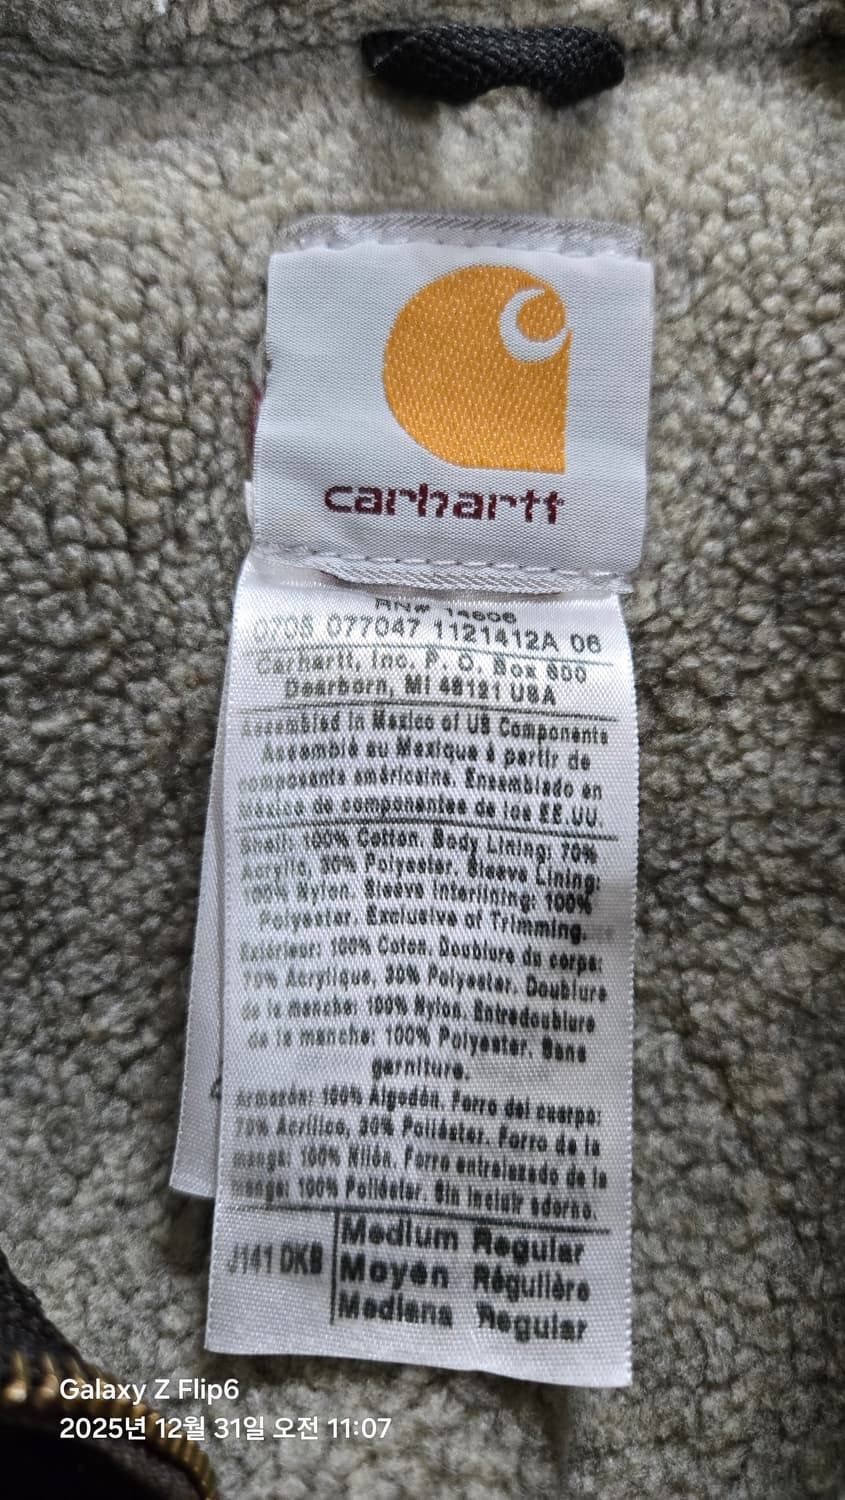 carhartt
RN# 14806
0708 077047 1121412A 06
Carhartt, Inc. P. O. Box 600
Dearborn, MI 48121 USA
Assembled in Mexico of US Components
Assemblé au Mexique à partir de
composants américains. Ensamblado en
México de componentes de los EE.UU.
Shell: 100% Cotton. Body Lining: 70%
Acrylic, 30% Polyester. Sleeve Lining:
100% Nylon. Sleeve Interlining: 100%
Polyester. Exclusive of Trimming.
Extérieur: 100% Coton. Doublure du corps:
70% Acrylique, 30% Polyester. Doublure
de la manche: 100% Nylon. Entredoublure
de la manche: 100% Polyester. Sans
garniture.
Armazón: 100% Algodón. Forro del cuerpo:
70% Acrílico, 30% Poliéster. Forro de la
manga: 100% Nilón. Forro entrelazado de la
manga: 100% Poliéster. Sin incluir adorno.
J141 DKB
Medium Regular
Moyen Régulière
Mediana Regular
Galaxy Z Flip6
2025년 12월 31일 오전 11:07